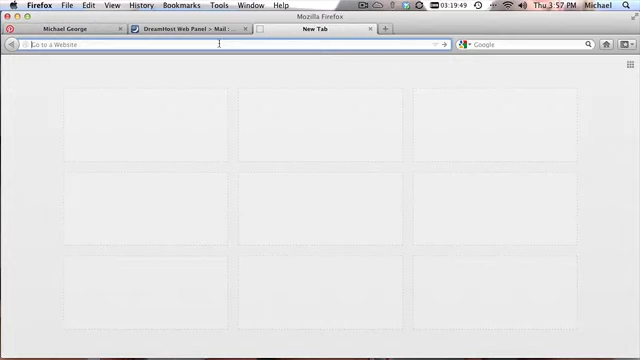 Firefox File Edit View History Bookmarks Tools Window Help 03:19:49 Thu 3:57 PM Michael
Mozilla Firefox
Michael George DreamHost Web Panel > Mail : ... New Tab
Go to a Website Google